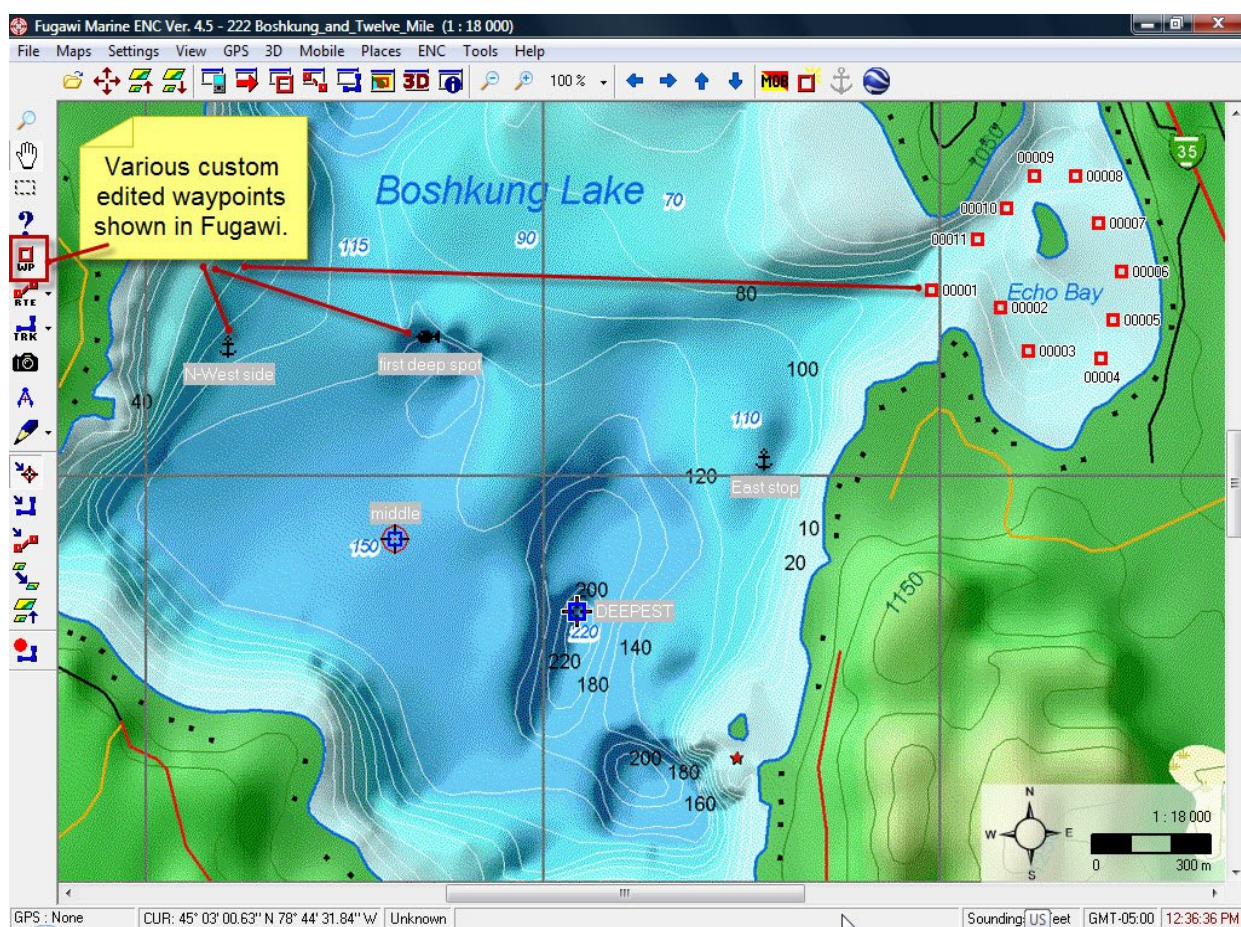 Fugawi Marine ENC Ver. 4.5 - 222 Boshkung_and_Twelve_Mile (1 : 18 000)
File Maps Settings View GPS 3D Mobile Places ENC Tools Help
3D 100 % MOB
Various custom
edited waypoints
shown in Fugawi.
WP
RTE
TRK
Boshkung Lake
70
115
90
80
1050
35
00009
00008
00010
00007
00011
00006
00001
Echo Bay
00002
00005
00003
00004
N-West side
first deep spot
40
100
110
120
East stop
middle
150
10
20
200
DEEPEST
220
140
220
180
1150
200
180
160
N
W E
S
1 : 18 000
0 300 m
GPS : None CUR: 45° 03' 00.63" N 78° 44' 31.84" W Unknown US eet GMT-05:00 12:36:36 PM